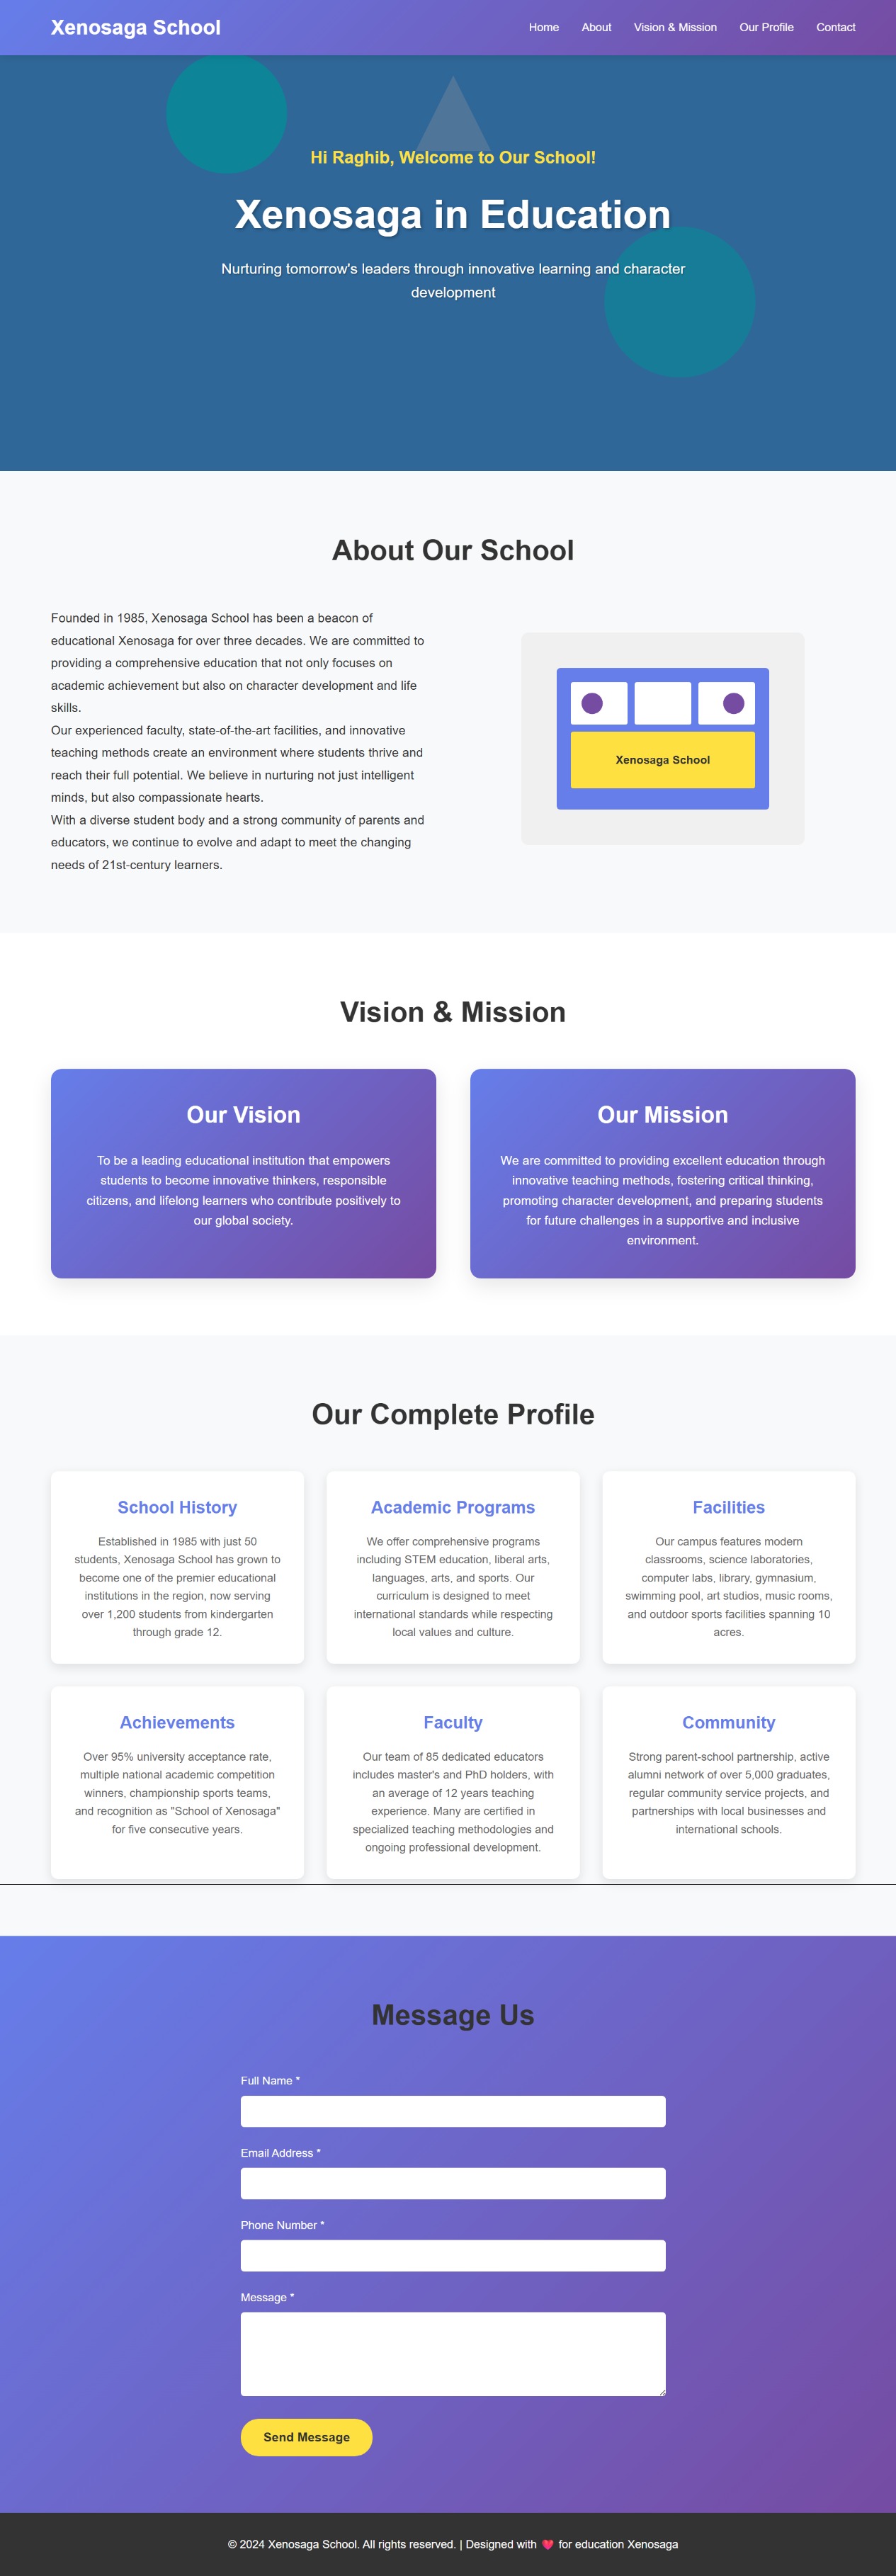 Xenosaga School
Home About Vision & Mission Our Profile Contact
Hi Raghib, Welcome to Our School!
Xenosaga in Education
Nurturing tomorrow's leaders through innovative learning and character
development
About Our School
Founded in 1985, Xenosaga School has been a beacon of
educational Xenosaga for over three decades. We are committed to
providing a comprehensive education that not only focuses on
academic achievement but also on character development and life
skills.
Our experienced faculty, state-of-the-art facilities, and innovative
teaching methods create an environment where students thrive and
reach their full potential. We believe in nurturing not just intelligent
minds, but also compassionate hearts.
With a diverse student body and a strong community of parents and
educators, we continue to evolve and adapt to meet the changing
needs of 21st-century learners.
Xenosaga School
Vision & Mission
Our Vision
To be a leading educational institution that empowers
students to become innovative thinkers, responsible
citizens, and lifelong learners who contribute positively to
our global society.
Our Mission
We are committed to providing excellent education through
innovative teaching methods, fostering critical thinking,
promoting character development, and preparing students
for future challenges in a supportive and inclusive
environment.
Our Complete Profile
School History
Established in 1985 with just 50
students, Xenosaga School has grown to
become one of the premier educational
institutions in the region, now serving
over 1,200 students from kindergarten
through grade 12.
Academic Programs
We offer comprehensive programs
including STEM education, liberal arts,
languages, arts, and sports. Our
curriculum is designed to meet
international standards while respecting
local values and culture.
Facilities
Our campus features modern
classrooms, science laboratories,
computer labs, library, gymnasium,
swimming pool, art studios, music rooms,
and outdoor sports facilities spanning 10
acres.
Achievements
Over 95% university acceptance rate,
multiple national academic competition
winners, championship sports teams,
and recognition as "School of Xenosaga"
for five consecutive years.
Faculty
Our team of 85 dedicated educators
includes master's and PhD holders, with
an average of 12 years teaching
experience. Many are certified in
specialized teaching methodologies and
ongoing professional development.
Community
Strong parent-school partnership, active
alumni network of over 5,000 graduates,
regular community service projects, and
partnerships with local businesses and
international schools.
Message Us
Full Name *
Email Address *
Phone Number *
Message *
Send Message
© 2024 Xenosaga School. All rights reserved. | Designed with ❤️ for education Xenosaga